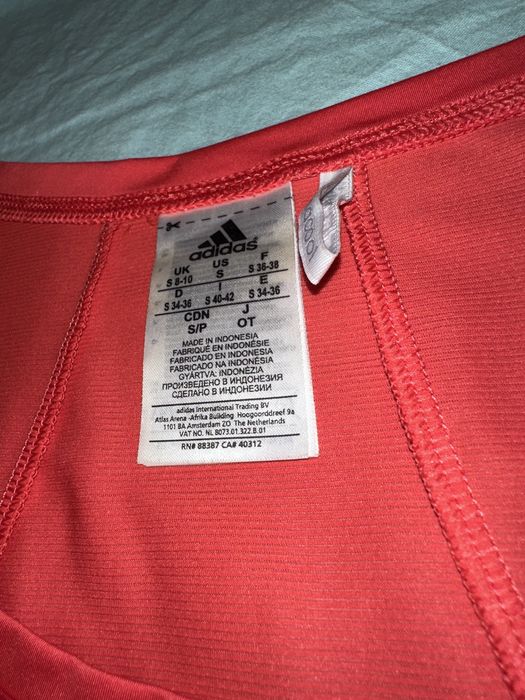 adidas
UK US F
S 8-10 S S 36-38
D I E
S 34-36 S 40-42 S 34-36
CDN J
S/P OT
MADE IN INDONESIA
FABRIQUÉ EN INDONÉSIE
FABRICADO EN INDONESIA
FABRICADO NA INDONÉSIA
GYÁRTVA: INDONÉZIA
ПРОИЗВЕДЕНО В ИНДОНЕЗИЯ
СДЕЛАНО В ИНДОНЕЗИИ
adidas International Trading BV
Atlas Arena -Afrika Building Hoogoorddreef 9a
1101 BA Amsterdam ZO The Netherlands
VAT NO. NL 8073.01.322.B.01
RN# 88387 CA# 40312